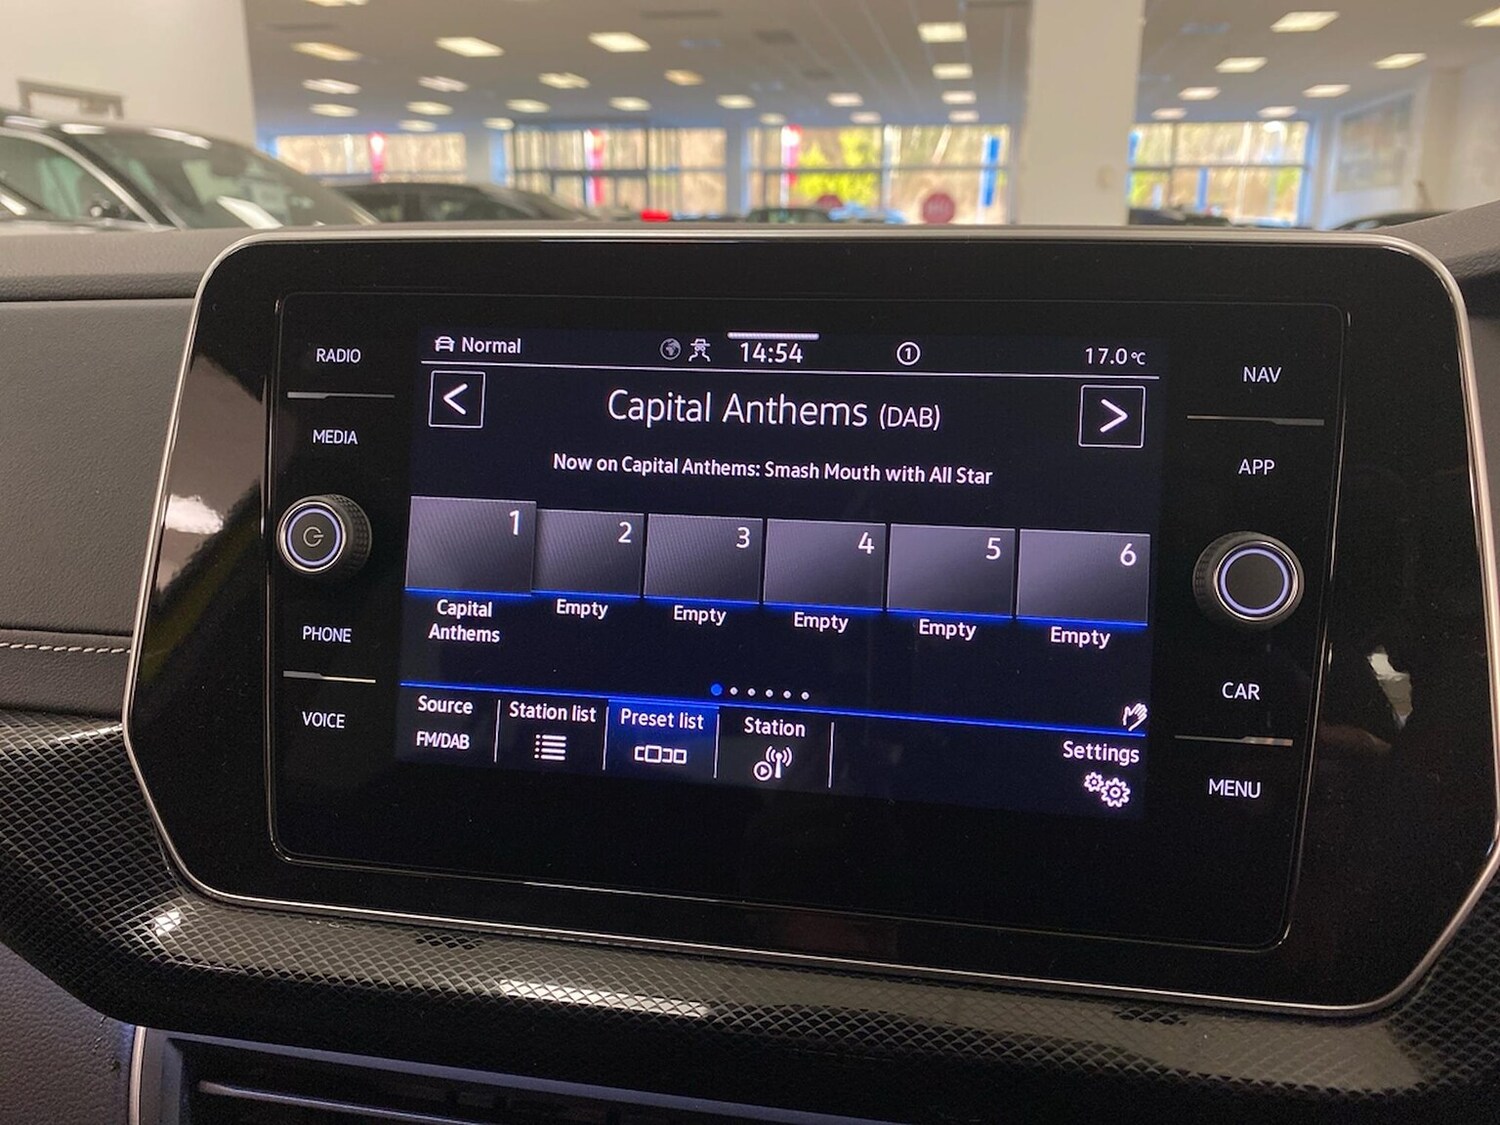 Normal 14:54 1 17.0°C
RADIO
MEDIA
PHONE
VOICE
< Capital Anthems (DAB) >
Now on Capital Anthems: Smash Mouth with All Star
1 2 3 4 5 6
Capital Anthems
Empty
Empty
Empty
Empty
Empty
Source
FM/DAB
Station list
Preset list
Station
Settings
NAV
APP
CAR
MENU